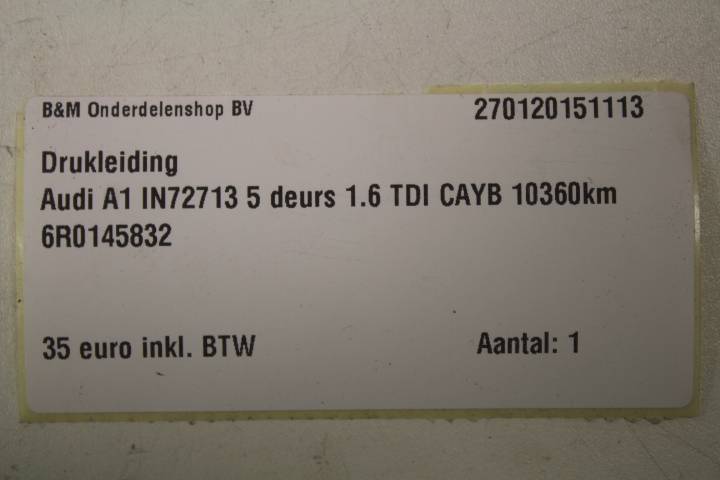 B&M Onderdelenshop BV 270120151113
Drukleiding
Audi A1 IN72713 5 deurs 1.6 TDI CAYB 10360km
6R0145832
35 euro inkl. BTW Aantal: 1